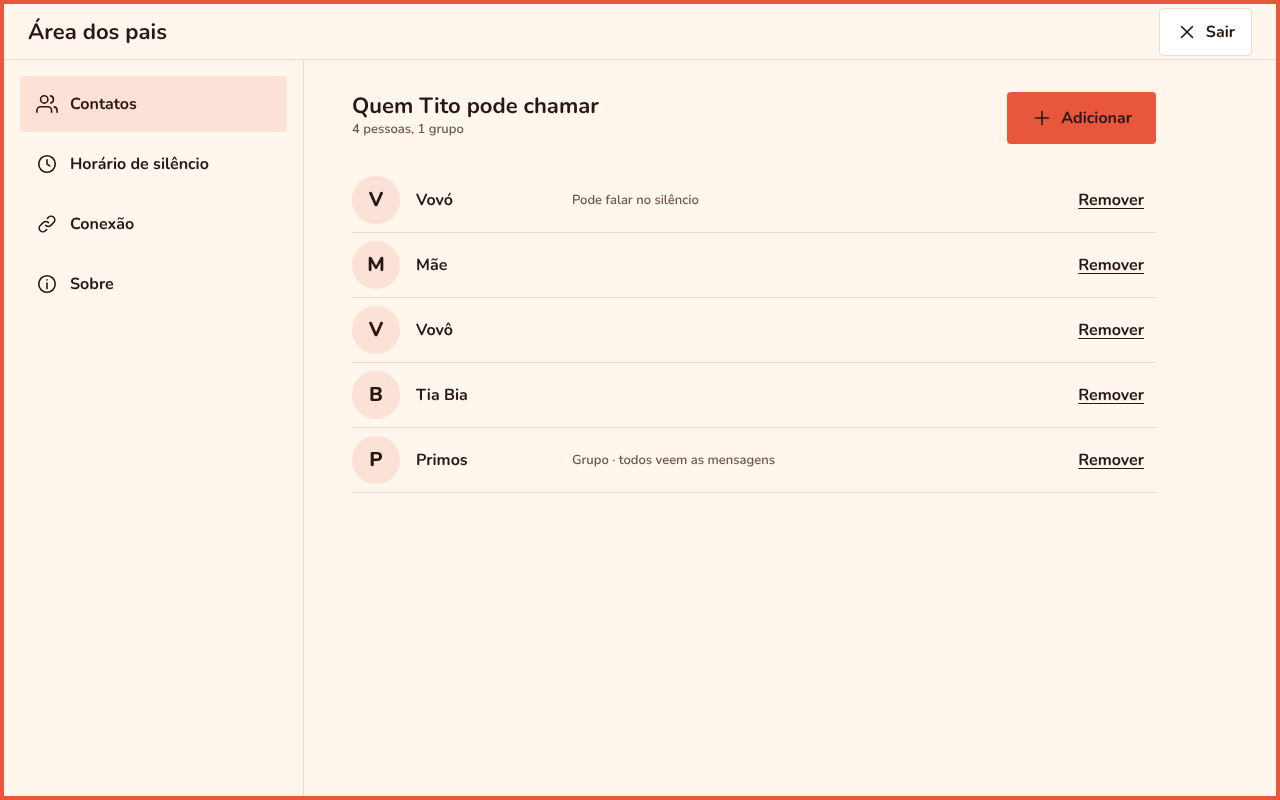 Área dos pais
Sair
Contatos
Horário de silêncio
Conexão
Sobre
Quem Tito pode chamar
4 pessoas, 1 grupo
Adicionar
V Vovó Pode falar no silêncio Remover
M Mãe Remover
V Vovô Remover
B Tia Bia Remover
P Primos Grupo · todos veem as mensagens Remover